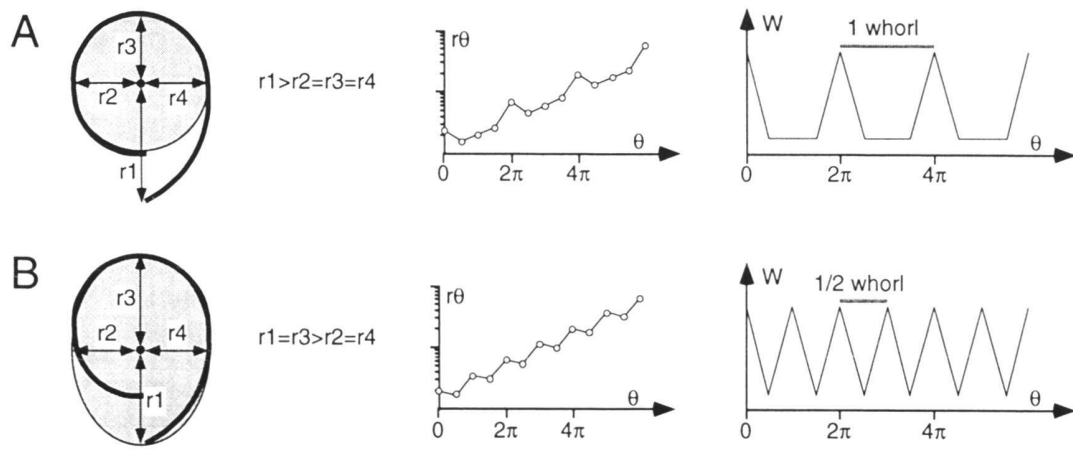 A
r3
r2
r4
r1
r1>r2=r3=r4
rθ
θ
0
2π
4π
W
1 whorl
θ
0
2π
4π
B
r3
r2
r4
r1
r1=r3>r2=r4
rθ
θ
0
2π
4π
W
1/2 whorl
θ
0
2π
4π